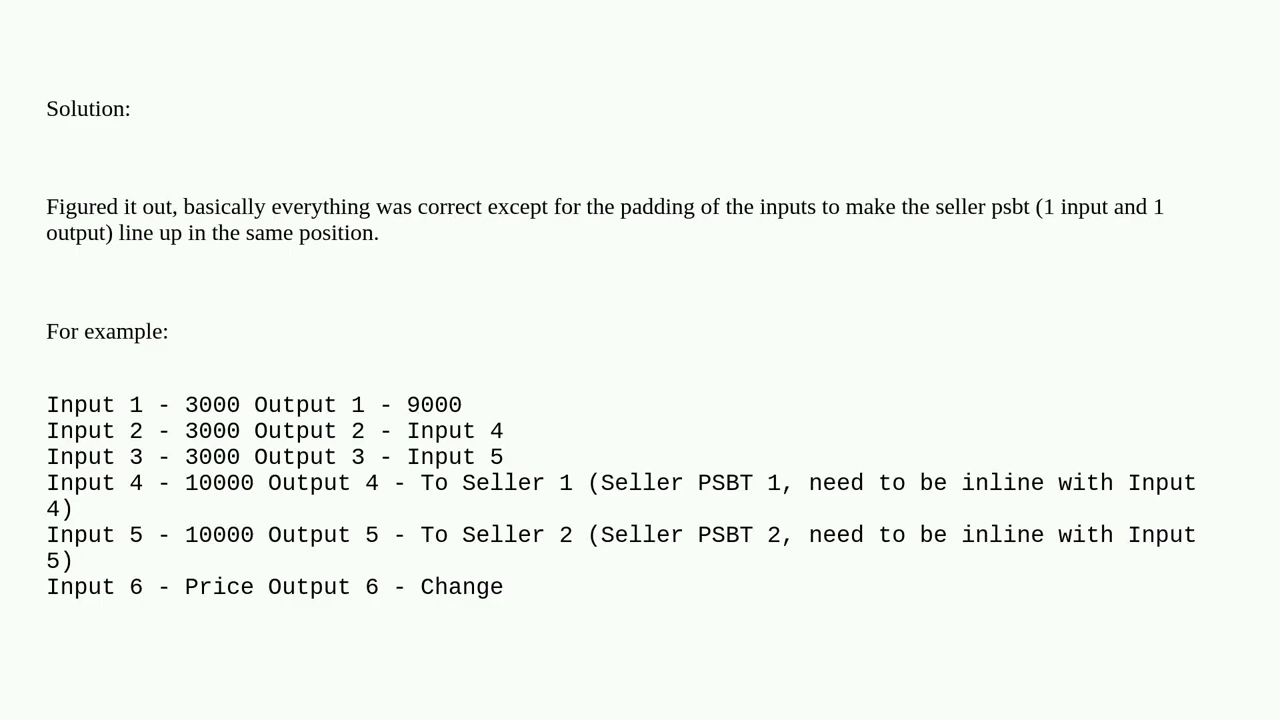 Solution:
Figured it out, basically everything was correct except for the padding of the inputs to make the seller psbt (1 input and 1
output) line up in the same position.
For example:
Input 1 - 3000 Output 1 - 9000
Input 2 - 3000 Output 2 - Input 4
Input 3 - 3000 Output 3 - Input 5
Input 4 - 10000 Output 4 - To Seller 1 (Seller PSBT 1, need to be inline with Input
4)
Input 5 - 10000 Output 5 - To Seller 2 (Seller PSBT 2, need to be inline with Input
5)
Input 6 - Price Output 6 - Change